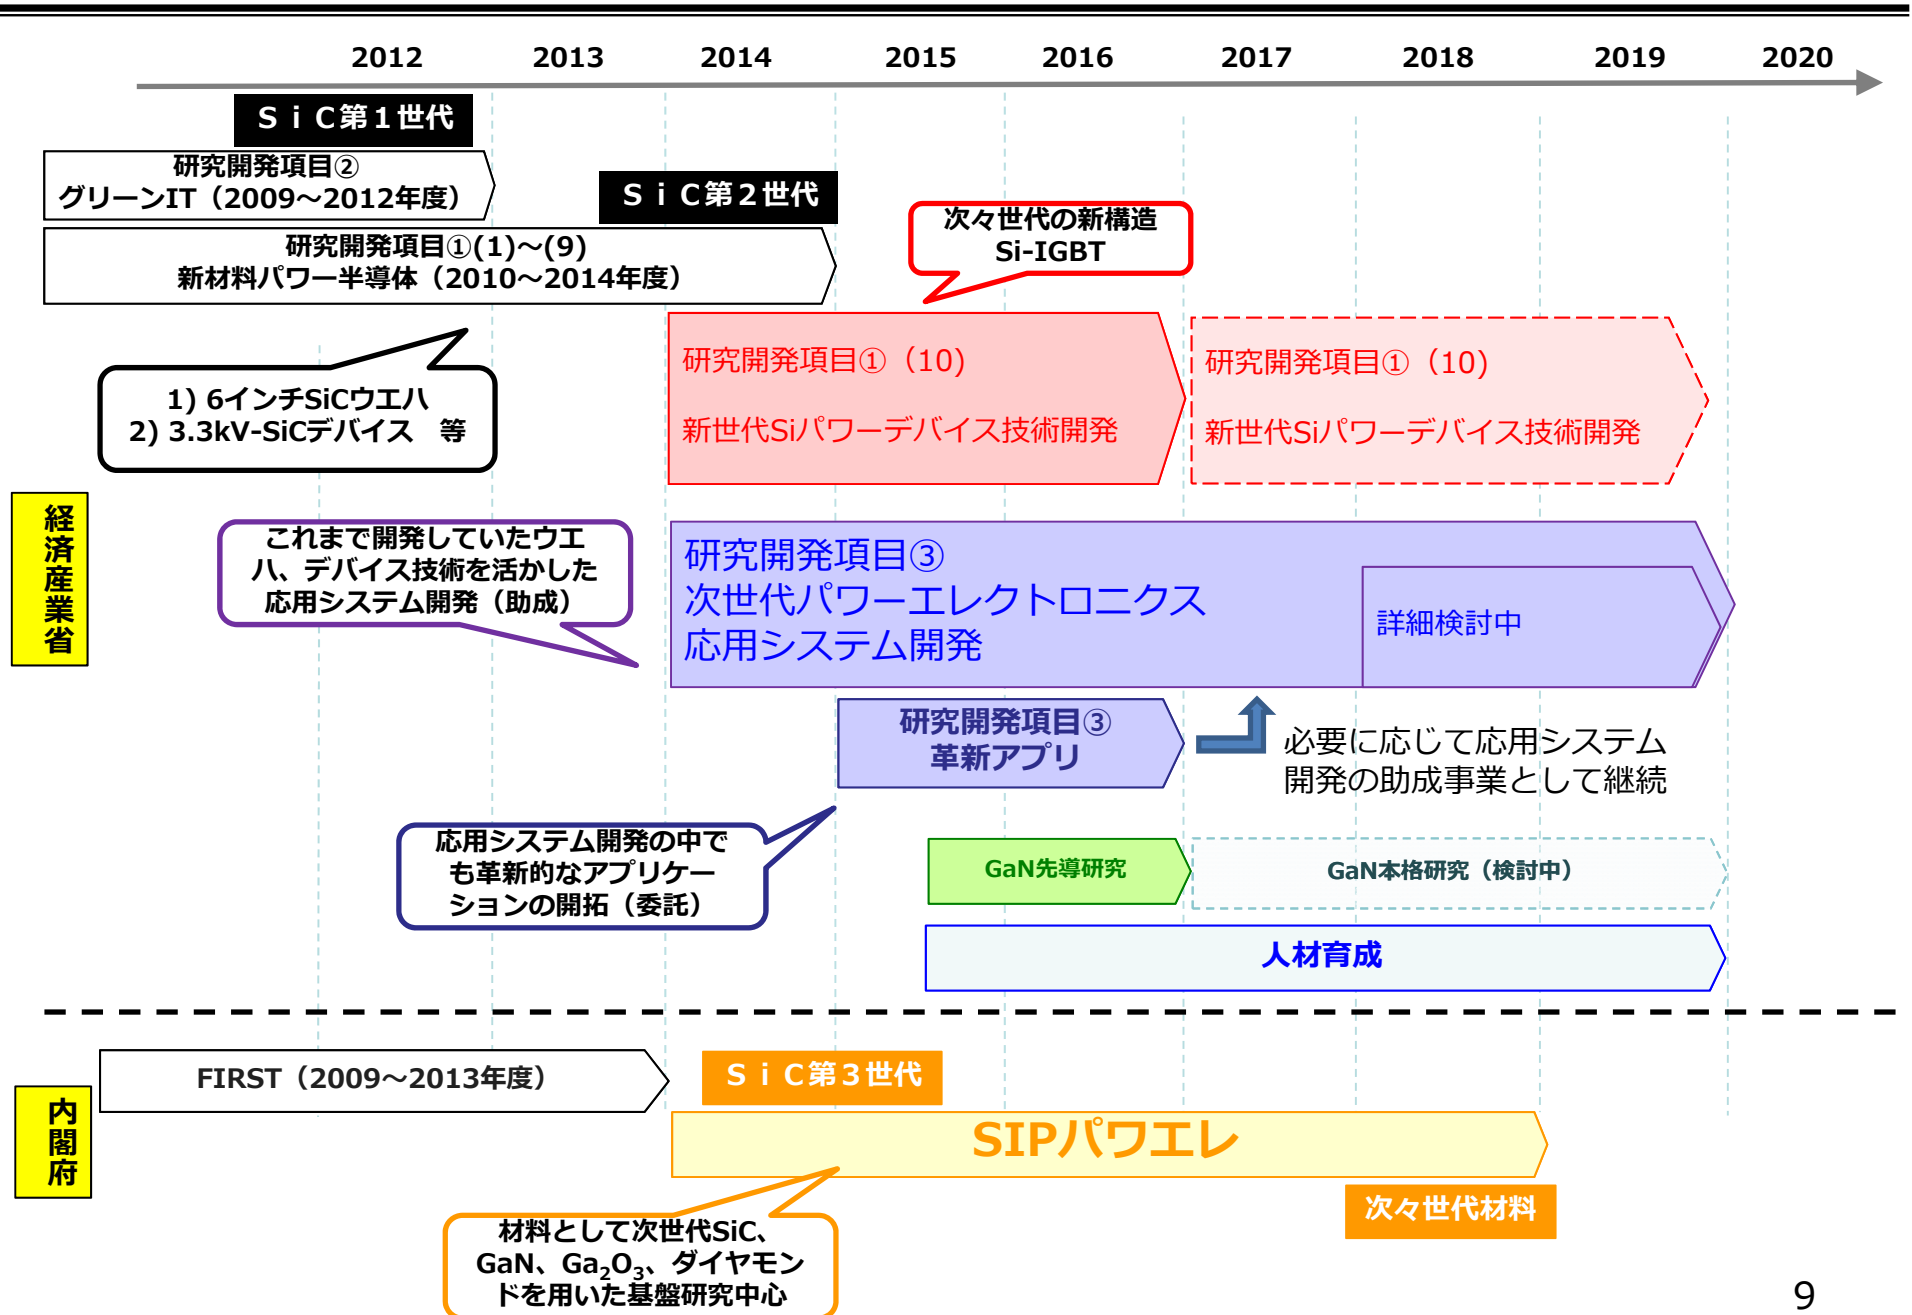 2012 2013 2014 2015 2016 2017 2018 2019 2020
ＳｉＣ第１世代
研究開発項目②
グリーンIT（2009～2012年度）
ＳｉＣ第２世代
研究開発項目①(1)～(9)
新材料パワー半導体（2010～2014年度）
次々世代の新構造
Si-IGBT
1) 6インチSiCウエハ
2) 3.3kV-SiCデバイス　等
研究開発項目①（10)
新世代Siパワーデバイス技術開発
研究開発項目①（10)
新世代Siパワーデバイス技術開発
経済産業省
これまで開発していたウエ
ハ、デバイス技術を活かした
応用システム開発（助成）
研究開発項目③
次世代パワーエレクトロニクス
応用システム開発
詳細検討中
研究開発項目③
革新アプリ
必要に応じて応用システム
開発の助成事業として継続
応用システム開発の中で
も革新的なアプリケー
ションの開拓（委託）
GaN先導研究
GaN本格研究（検討中）
人材育成
内閣府
FIRST（2009～2013年度）
ＳｉＣ第３世代
SIPパワエレ
次々世代材料
材料として次世代SiC、
GaN、Ga₂O₃、ダイヤモン
ドを用いた基盤研究中心
9